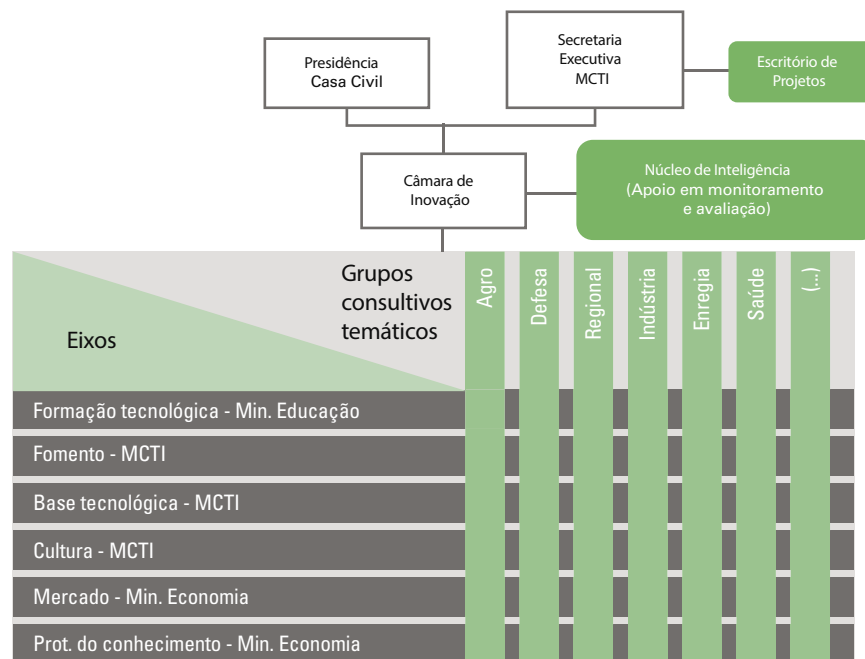 Presidência
Casa Civil
Secretaria
Executiva
MCTI
Escritório de
Projetos
Câmara de
Inovação
Núcleo de Inteligência
(Apoio em monitoramento
e avaliação)
Grupos
consultivos
temáticos
Eixos
Agro
Defesa
Regional
Indústria
Enregia
Saúde
(...)
Formação tecnológica - Min. Educação
Fomento - MCTI
Base tecnológica - MCTI
Cultura - MCTI
Mercado - Min. Economia
Prot. do conhecimento - Min. Economia